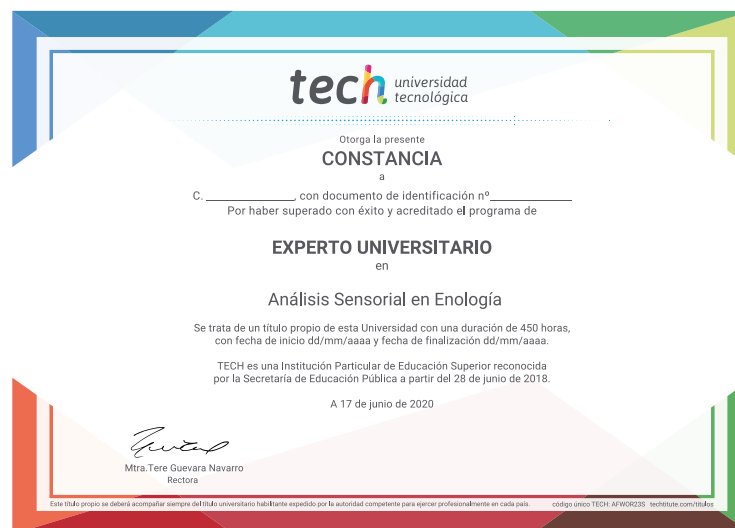 tech universidad
tecnológica
Otorga la presente
CONSTANCIA
a
C. ______________, con documento de identificación nº______________
Por haber superado con éxito y acreditado el programa de
EXPERTO UNIVERSITARIO
en
Análisis Sensorial en Enología
Se trata de un título propio de esta Universidad con una duración de 450 horas,
con fecha de inicio dd/mm/aaaa y fecha de finalización dd/mm/aaaa.
TECH es una Institución Particular de Educación Superior reconocida
por la Secretaría de Educación Pública a partir del 28 de junio de 2018.
A 17 de junio de 2020
Mtra.Tere Guevara Navarro
Rectora
Este título propio se deberá acompañar siempre del título universitario habilitante expedido por la autoridad competente para ejercer profesionalmente en cada país. código único TECH: AFWOR23S techtitute.com/titulos